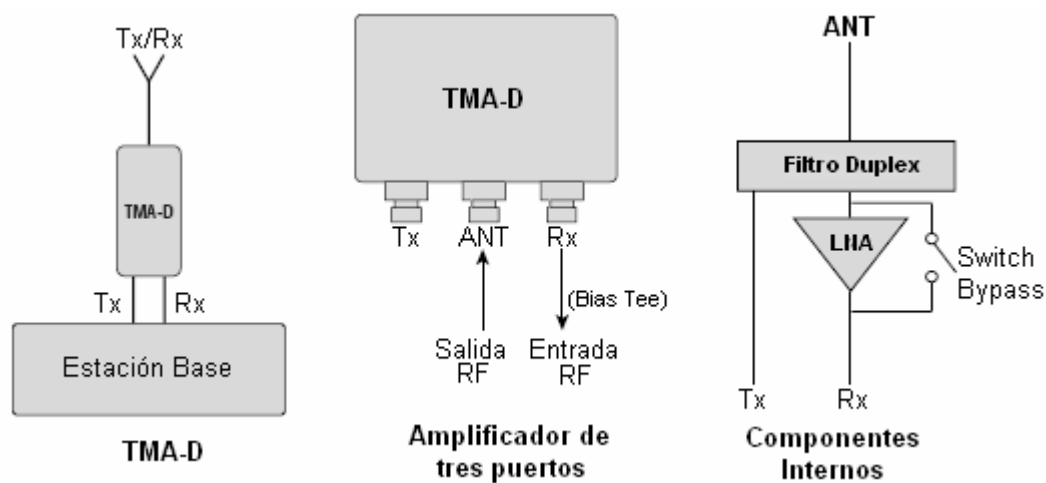 Tx/Rx
TMA-D
Tx Rx
Estación Base
TMA-D
TMA-D
Tx ANT Rx
(Bias Tee)
Salida
RF
Entrada
RF
Amplificador de
tres puertos
ANT
Filtro Duplex
LNA
Switch
Bypass
Tx Rx
Componentes
Internos